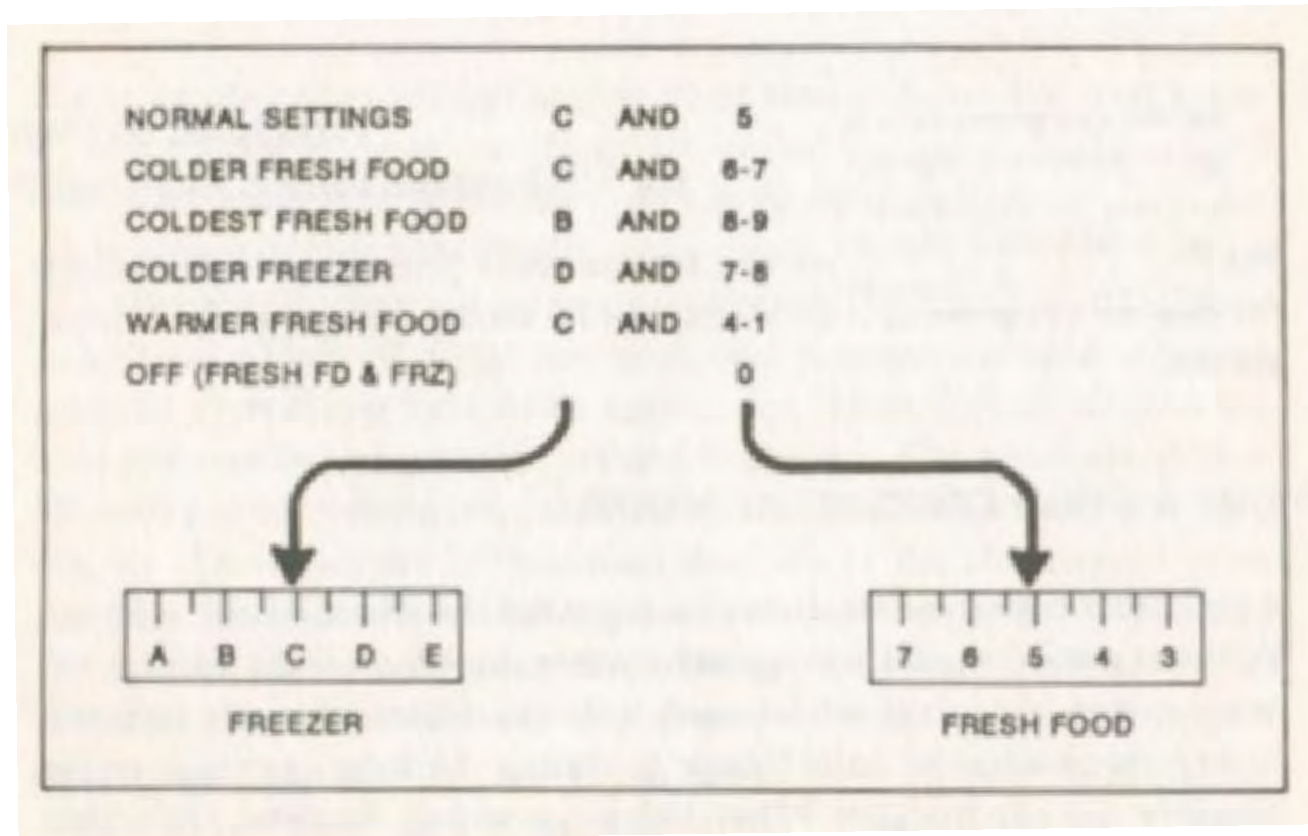 NORMAL SETTINGS C AND 5
COLDER FRESH FOOD C AND 6-7
COLDEST FRESH FOOD B AND 8-9
COLDER FREEZER D AND 7-8
WARMER FRESH FOOD C AND 4-1
OFF (FRESH FD & FRZ) 0
A B C D E
7 6 5 4 3
FREEZER
FRESH FOOD